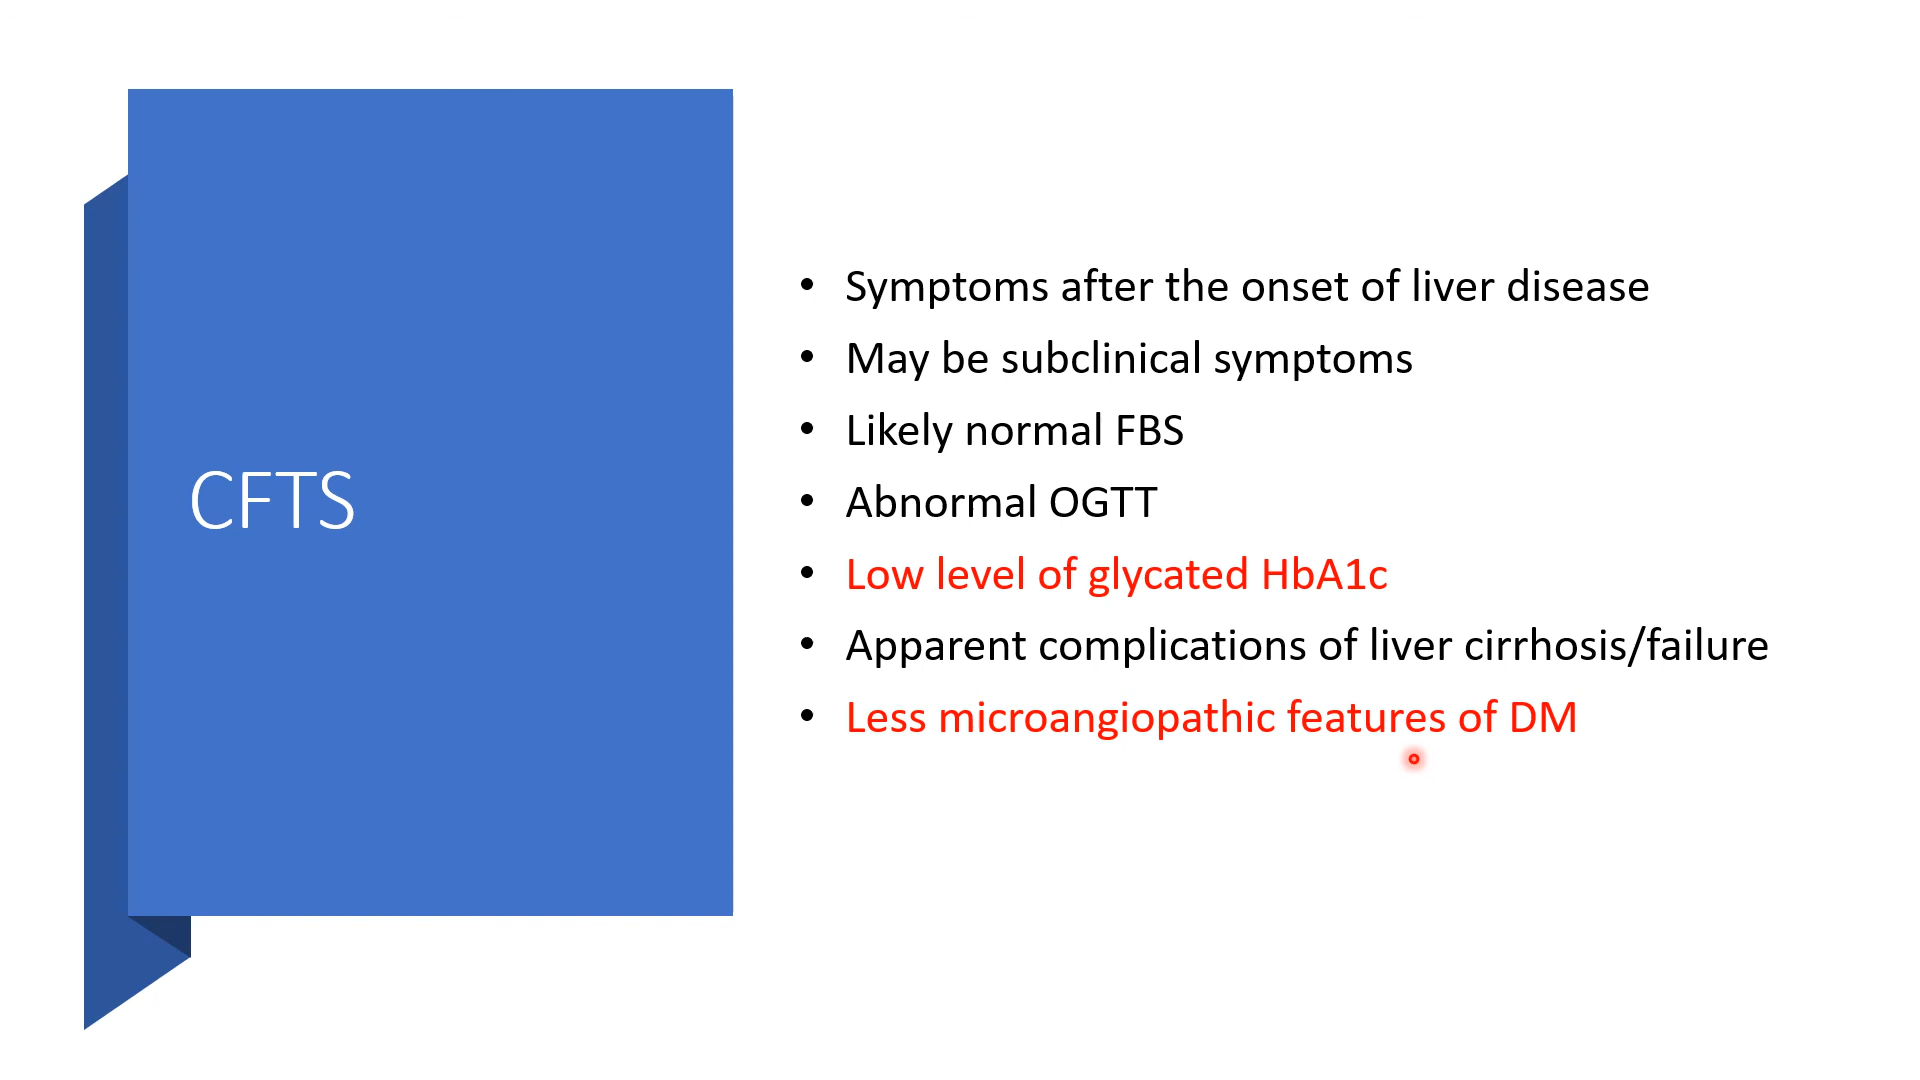 CFTS
• Symptoms after the onset of liver disease
• May be subclinical symptoms
• Likely normal FBS
• Abnormal OGTT
• Low level of glycated HbA1c
• Apparent complications of liver cirrhosis/failure
• Less microangiopathic features of DM